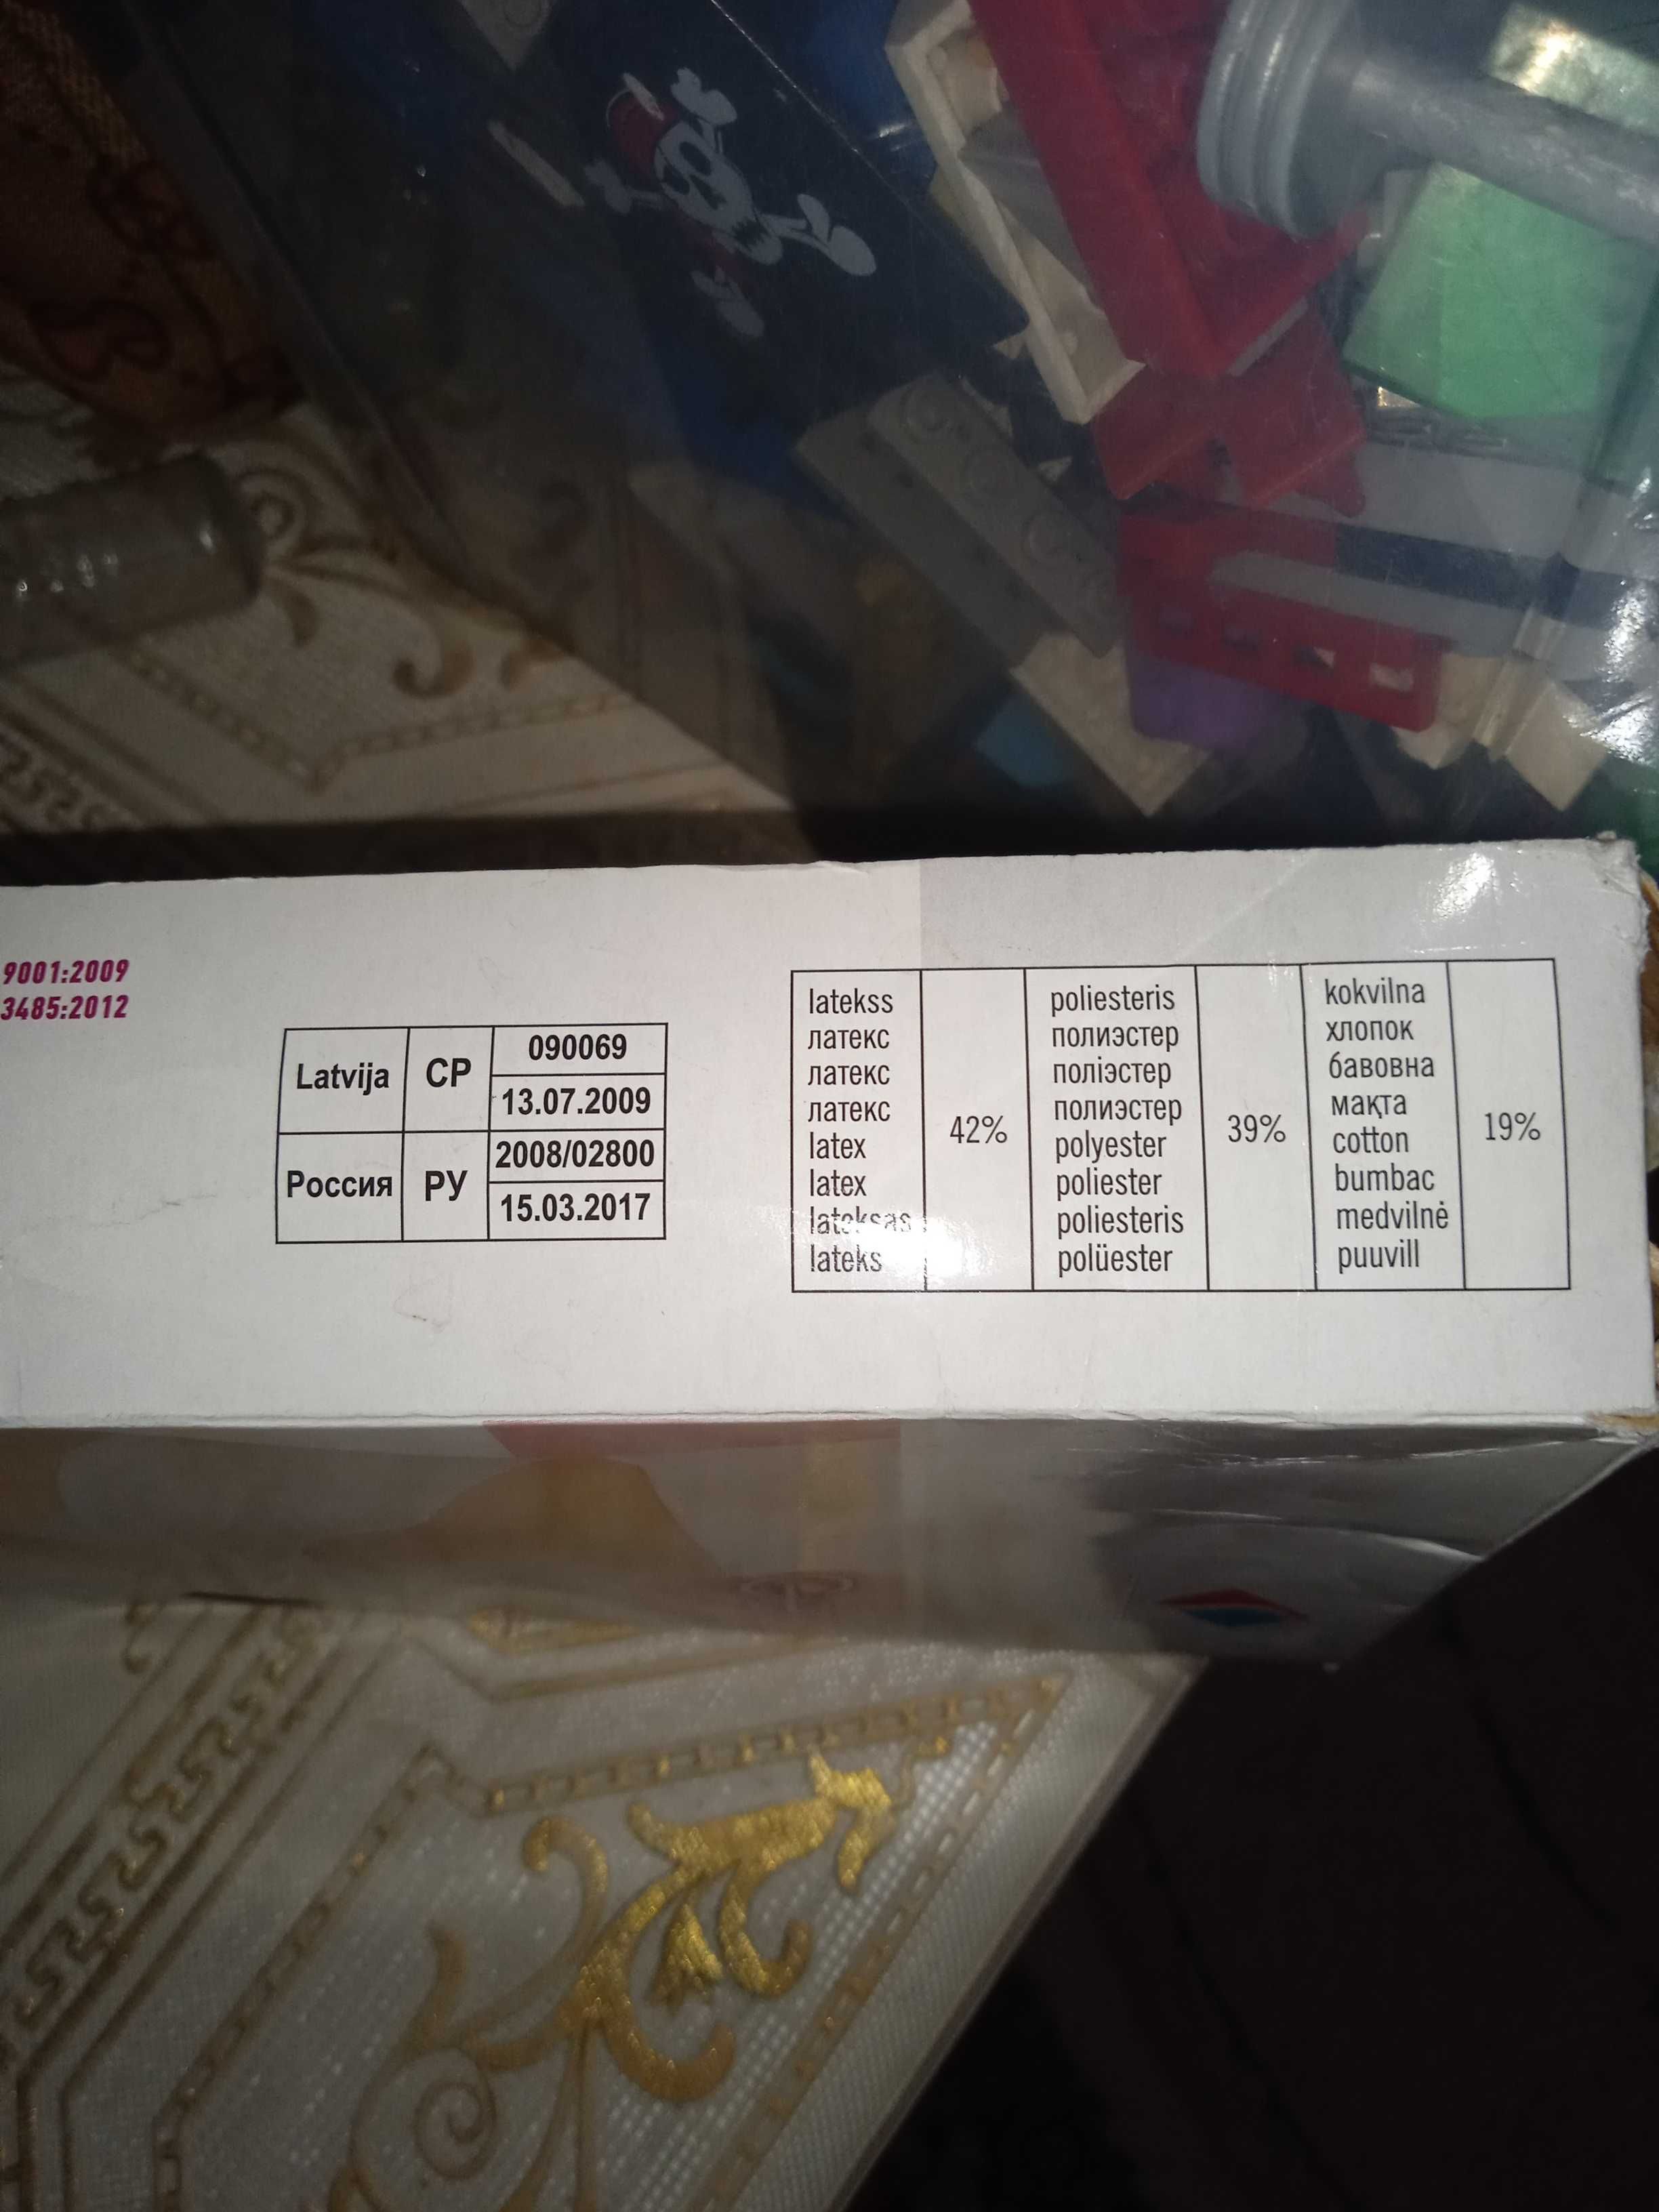 9001:2009
3485:2012
Latvija CP 090069
13.07.2009
Россия РУ 2008/02800
15.03.2017
latekss
латекс
латекс
латекс
latex
latex
lateksas
lateks
42%
poliesteris
полиэстер
поліэстер
полиэстер
polyester
poliester
poliesteris
polüester
39%
kokvilna
хлопок
бавовна
мақта
cotton
bumbac
medvilnė
puuvill
19%